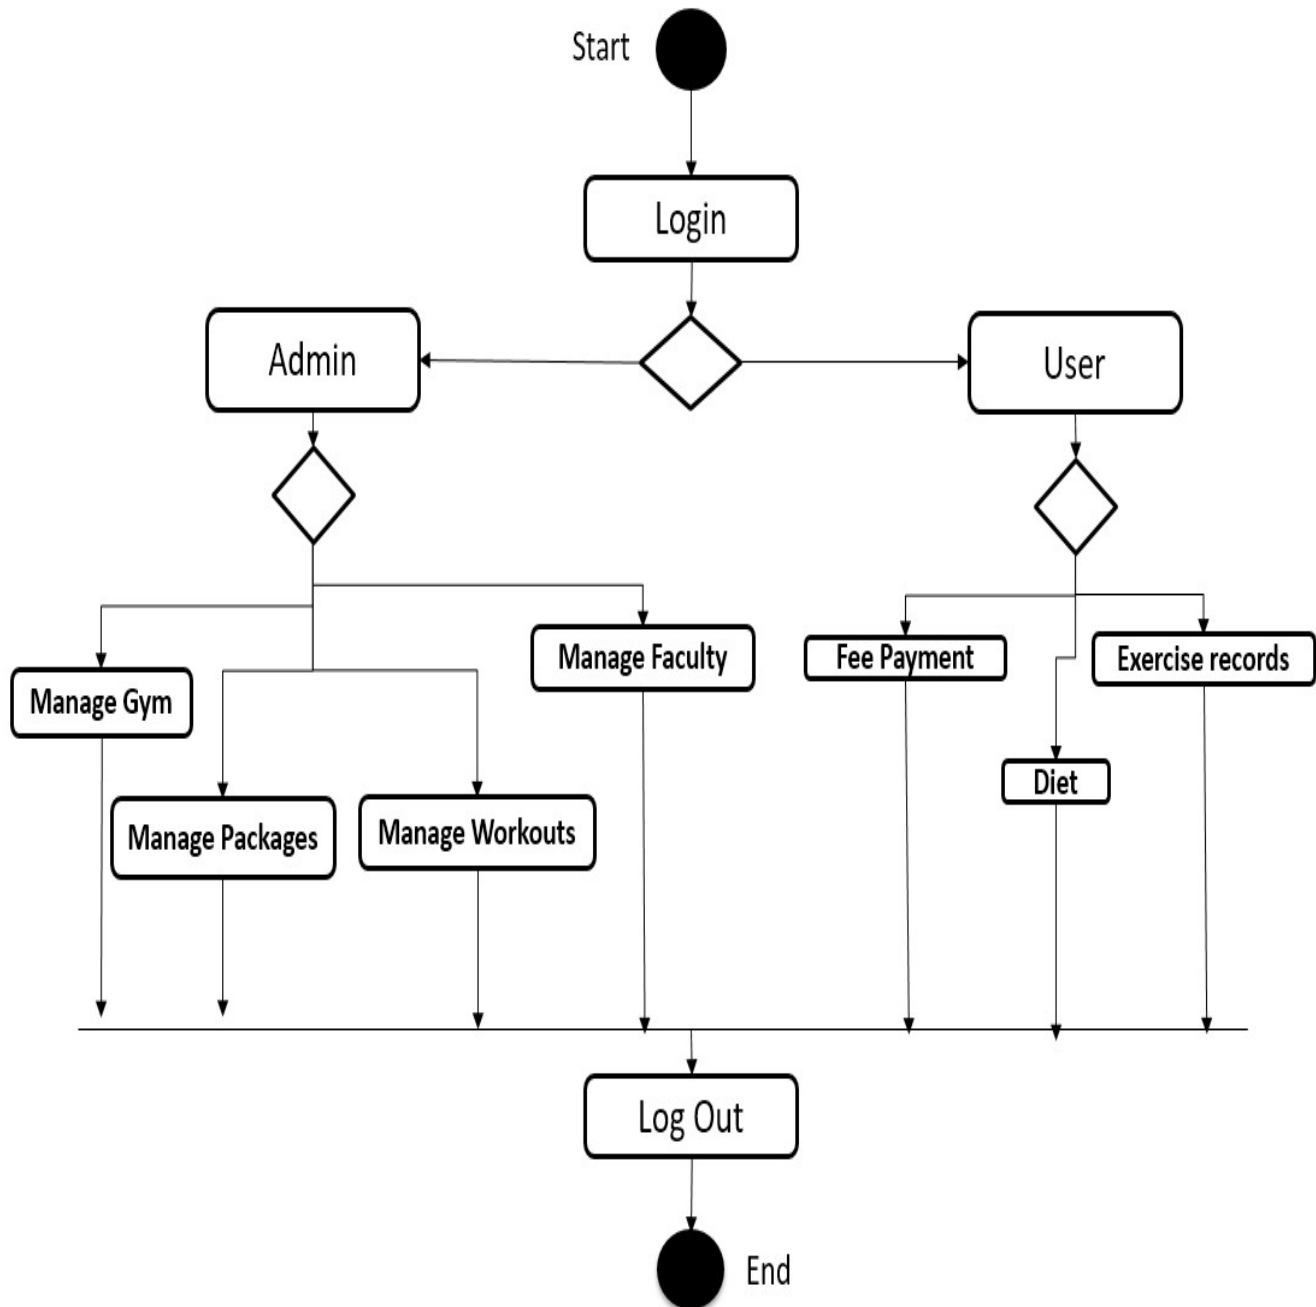 Start
Login
Admin
User
Manage Faculty
Fee Payment
Exercise records
Manage Gym
Diet
Manage Packages
Manage Workouts
Log Out
End